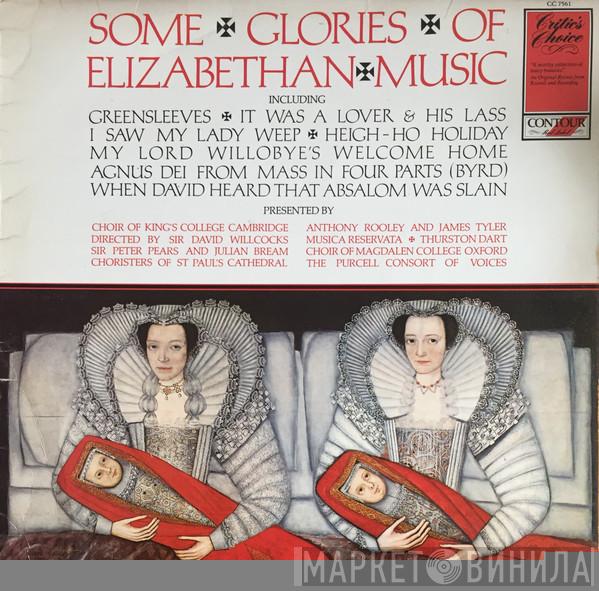 CC 7561
SOME ✠ GLORIES ✠ OF
ELIZABETHAN ✠ MUSIC
Critic's
Choice
CONTOUR
INCLUDING
GREENSLEEVES ✠ IT WAS A LOVER & HIS LASS
I SAW MY LADY WEEP ✠ HEIGH-HO HOLIDAY
MY LORD WILLOBYE'S WELCOME HOME
AGNUS DEI FROM MASS IN FOUR PARTS (BYRD)
WHEN DAVID HEARD THAT ABSALOM WAS SLAIN
PRESENTED BY
CHOIR OF KING'S COLLEGE CAMBRIDGE
DIRECTED BY SIR DAVID WILLCOCKS
SIR PETER PEARS AND JULIAN BREAM
CHORISTERS OF ST PAUL'S CATHEDRAL
ANTHONY ROOLEY AND JAMES TYLER
MUSICA RESERVATA ✠ THURSTON DART
CHOIR OF MAGDALEN COLLEGE OXFORD
THE PURCELL CONSORT OF VOICES
МАРКЕТ ВИНИЛА